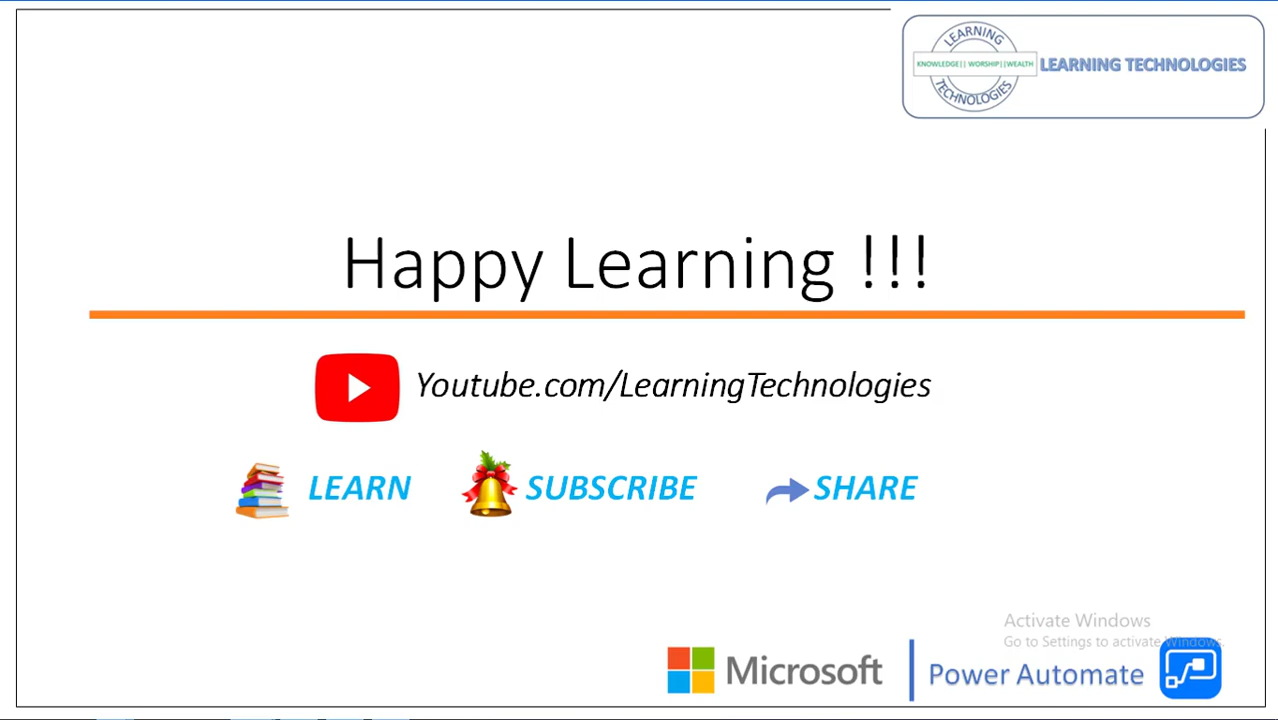 LEARNING
KNOWLEDGE|| WORSHIP||WEALTH
TECHNOLOGIES
LEARNING TECHNOLOGIES
Happy Learning !!!
Youtube.com/LearningTechnologies
LEARN SUBSCRIBE SHARE
Activate Windows
Go to Settings to activate Windows.
Microsoft Power Automate